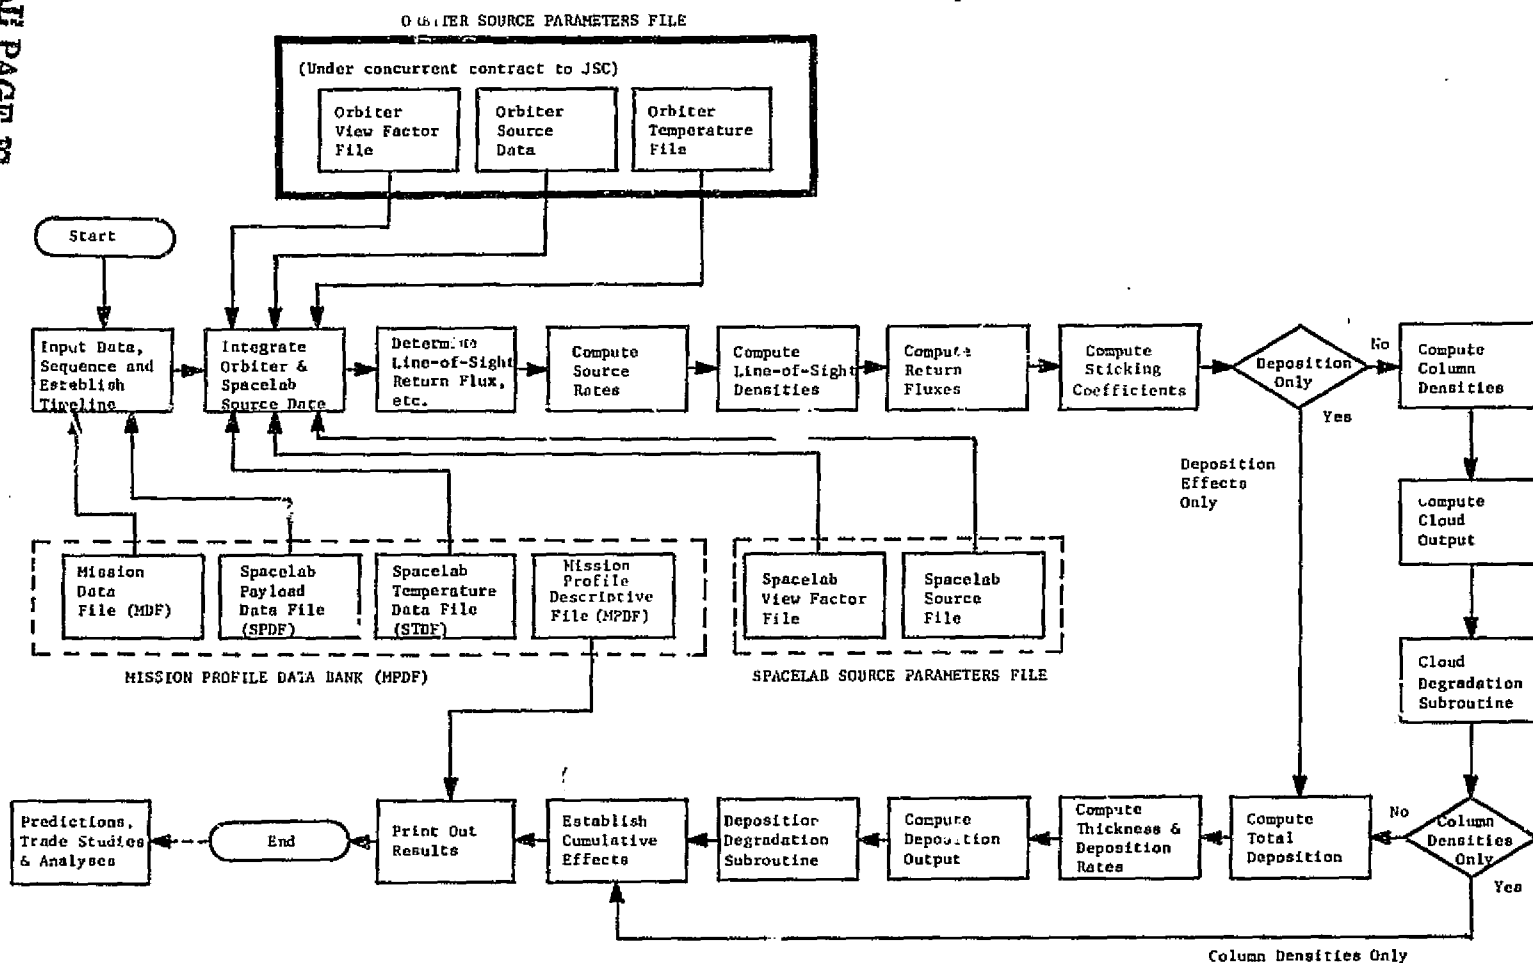 SOURCE PARAMETERS FILE
(Under concurrent contract to JSC)
Orbiter
View Factor
File
Orbiter
Source
Data
Orbiter
Temperature
File
Start
Input Data,
Sequence and
Establish
Timeline
Integrate
Orbiter &
Spacelab
Source Date
Determine
Line-of-Sight
Return Flux,
etc.
Compute
Source
Rates
Compute
Line-of-Sight
Densities
Compute
Return
Fluxes
Compute
Sticking
Coefficients
Deposition
Only
No
Yes
Compute
Column
Densities
Deposition
Effects
Only
Compute
Cloud
Output
Mission
Data
File (MDF)
Spacelab
Payload
Data File
(SPDF)
Spacelab
Temperature
Data File
(STDF)
Mission
Profile
Descriptive
File (MPDF)
Spacelab
View Factor
File
Spacelab
Source
File
MISSION PROFILE DATA BANK (MPDF)
SPACELAB SOURCE PARAMETERS FILE
Cloud
Degradation
Subroutine
Predictions,
Trade Studies
& Analyses
End
Print Out
Results
Establish
Cumulative
Effects
Deposition
Degradation
Subroutine
Compute
Deposition
Output
Compute
Thickness &
Deposition
Rates
Compute
Total
Deposition
No
Column
Densities
Only
Yes
Column Densities Only